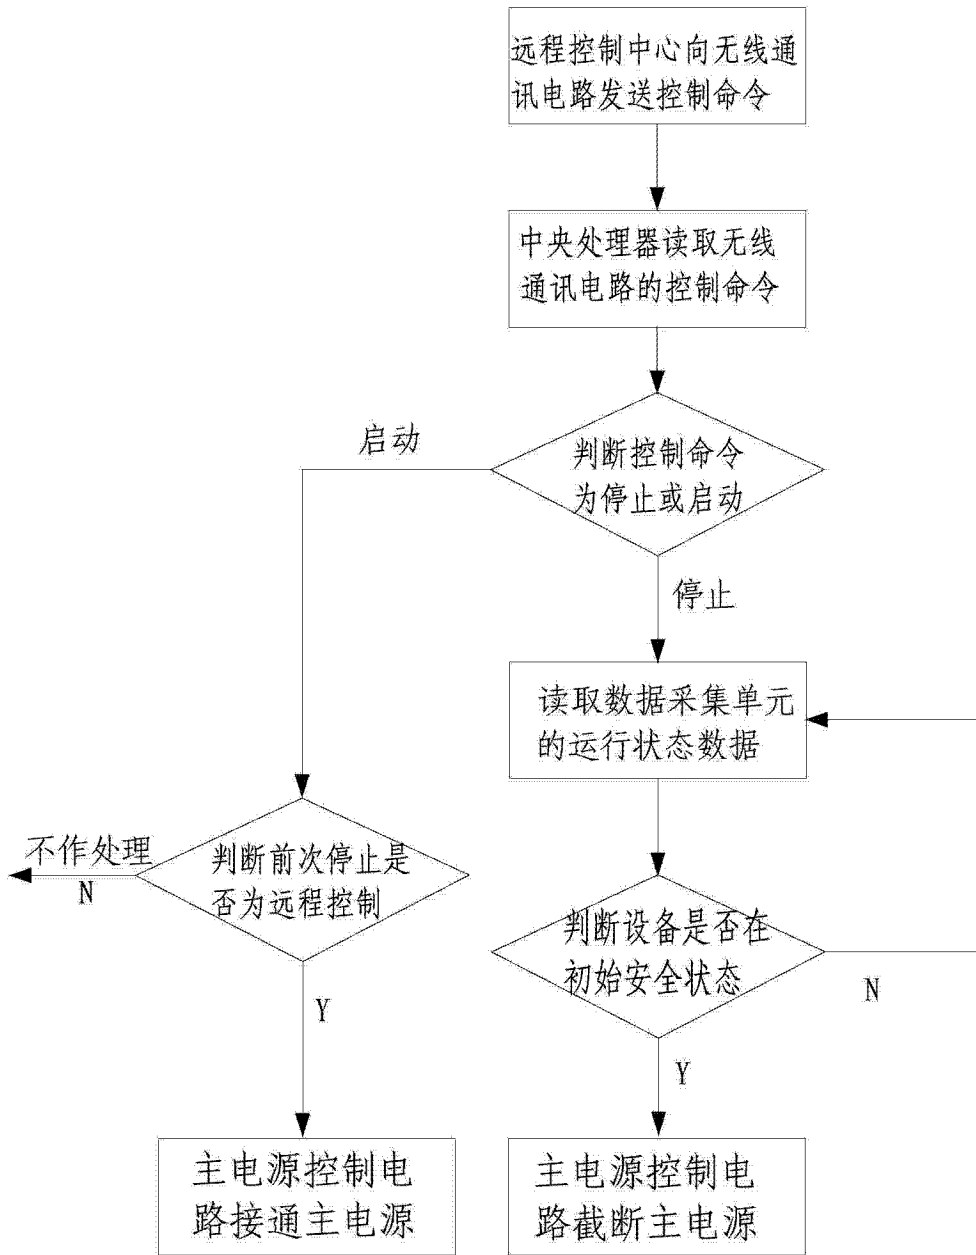 远程控制中心向无线通
讯电路发送控制命令
中央处理器读取无线
通讯电路的控制命令
启动
判断控制命令
为停止或启动
停止
读取数据采集单元
的运行状态数据
不作处理
N
判断前次停止是
否为远程控制
判断设备是否在
初始安全状态
N
Y
Y
主电源控制电
路接通主电源
主电源控制电
路截断主电源